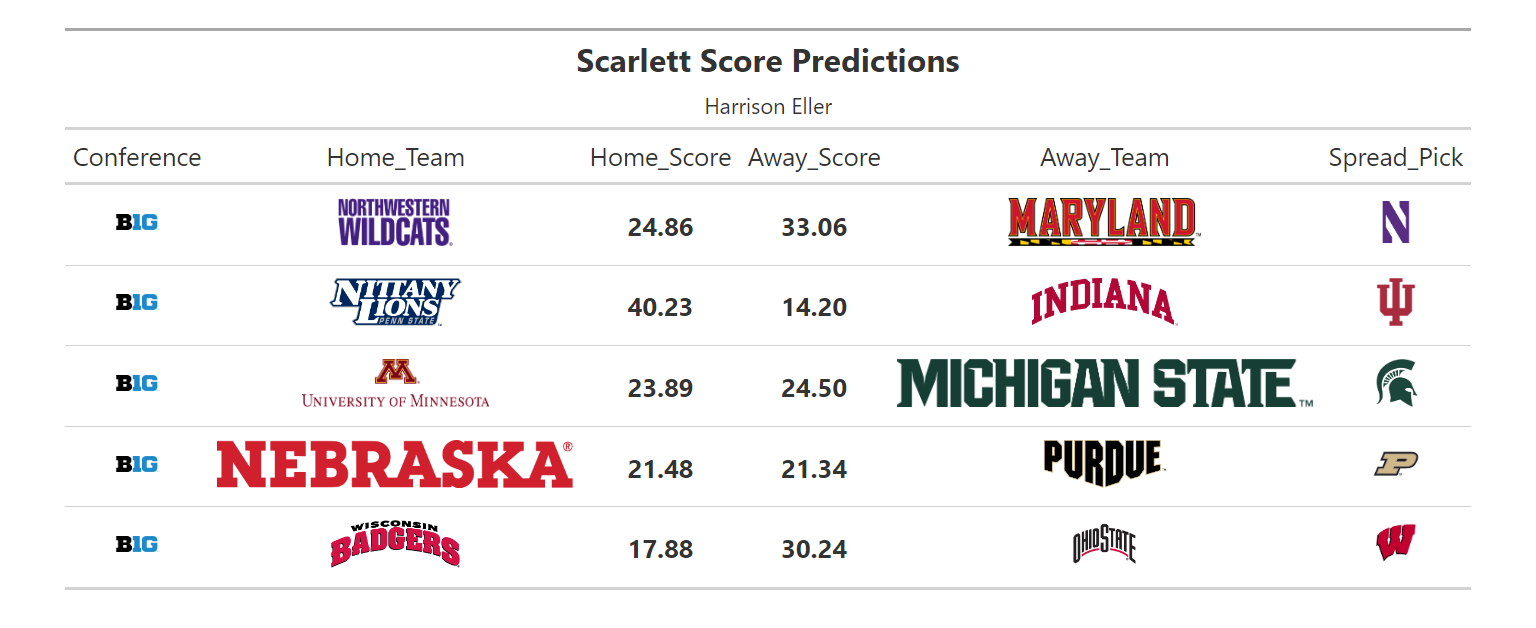 Scarlett Score Predictions
Harrison Eller
Conference Home_Team Home_Score Away_Score Away_Team Spread_Pick
B1G NORTHWESTERN WILDCATS 24.86 33.06 MARYLAND™ N
B1G NITTANY LIONS PENN STATE 40.23 14.20 INDIANA IU
B1G M UNIVERSITY OF MINNESOTA 23.89 24.50 MICHIGAN STATE™
B1G NEBRASKA® 21.48 21.34 PURDUE P
B1G WISCONSIN BADGERS 17.88 30.24 OHIO STATE W